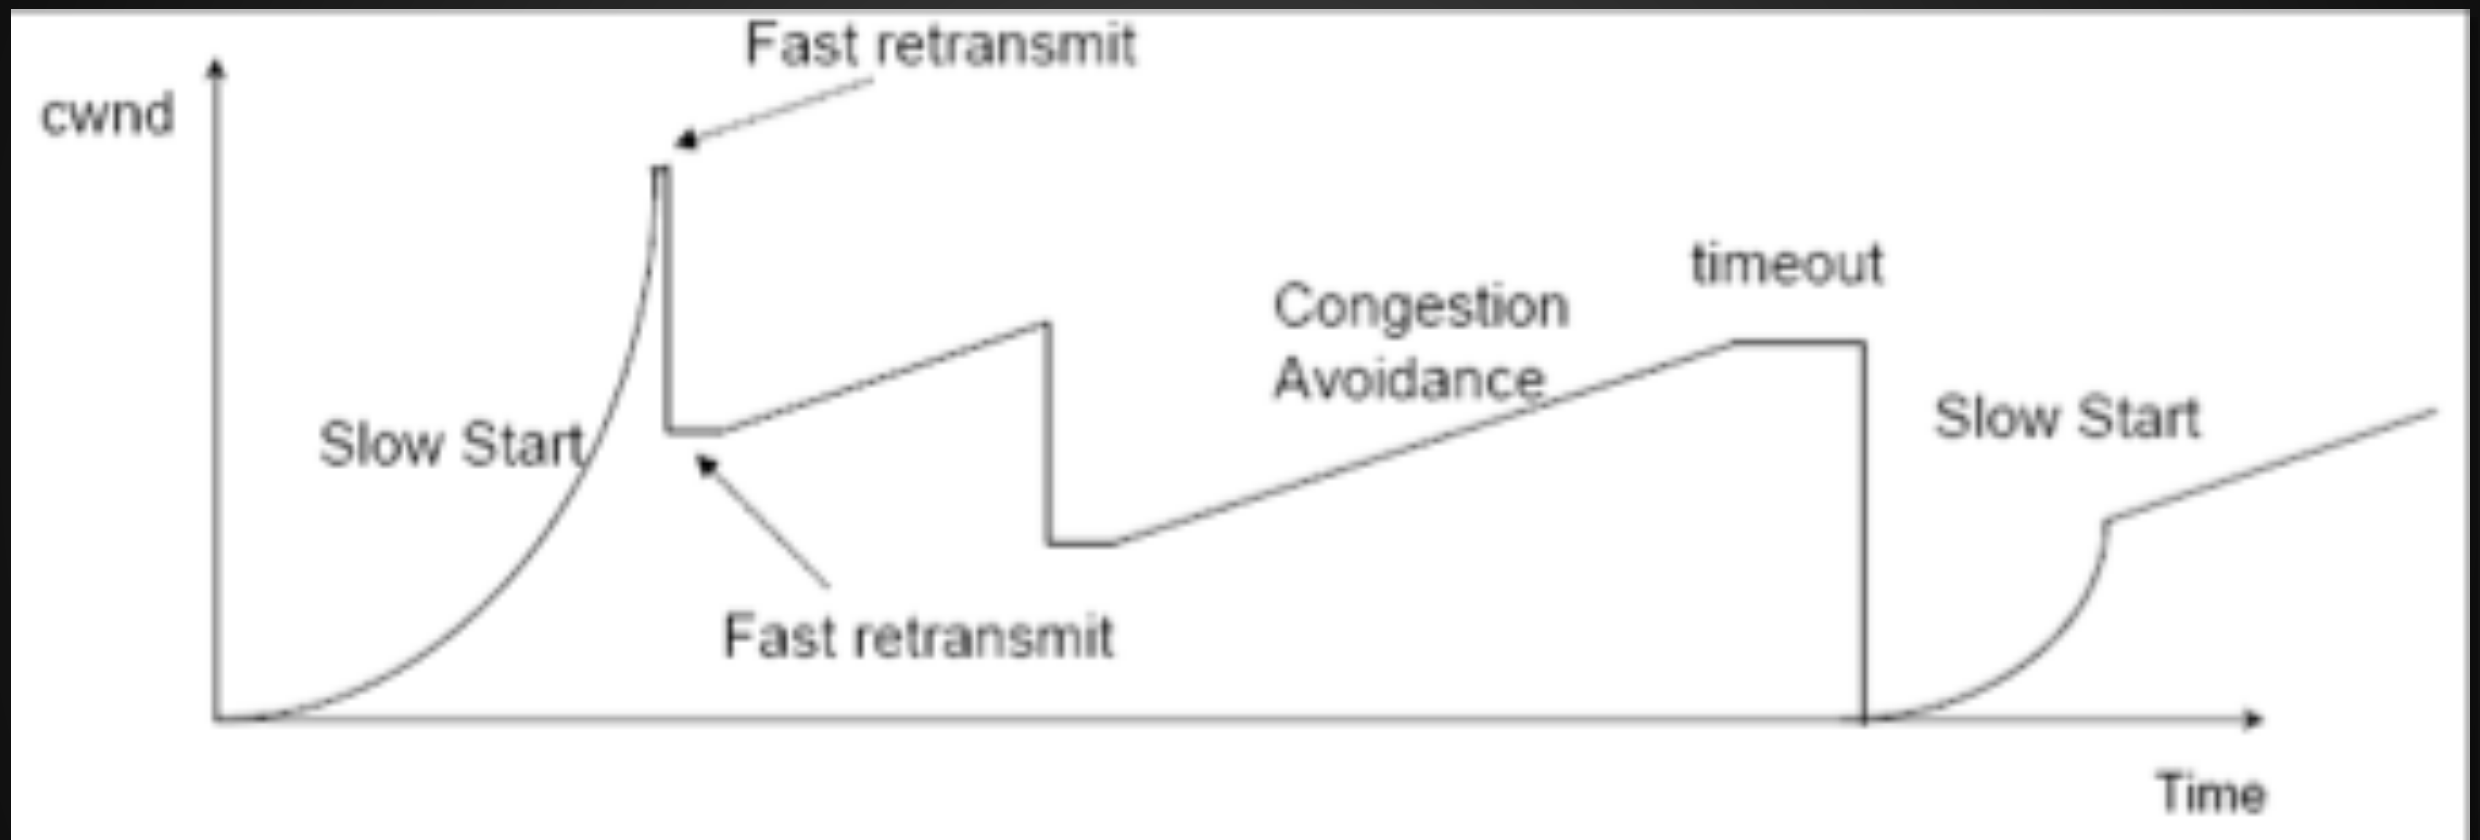 Fast retransmit
cwnd
timeout
Congestion
Avoidance
Slow Start
Slow Start
Fast retransmit
Time